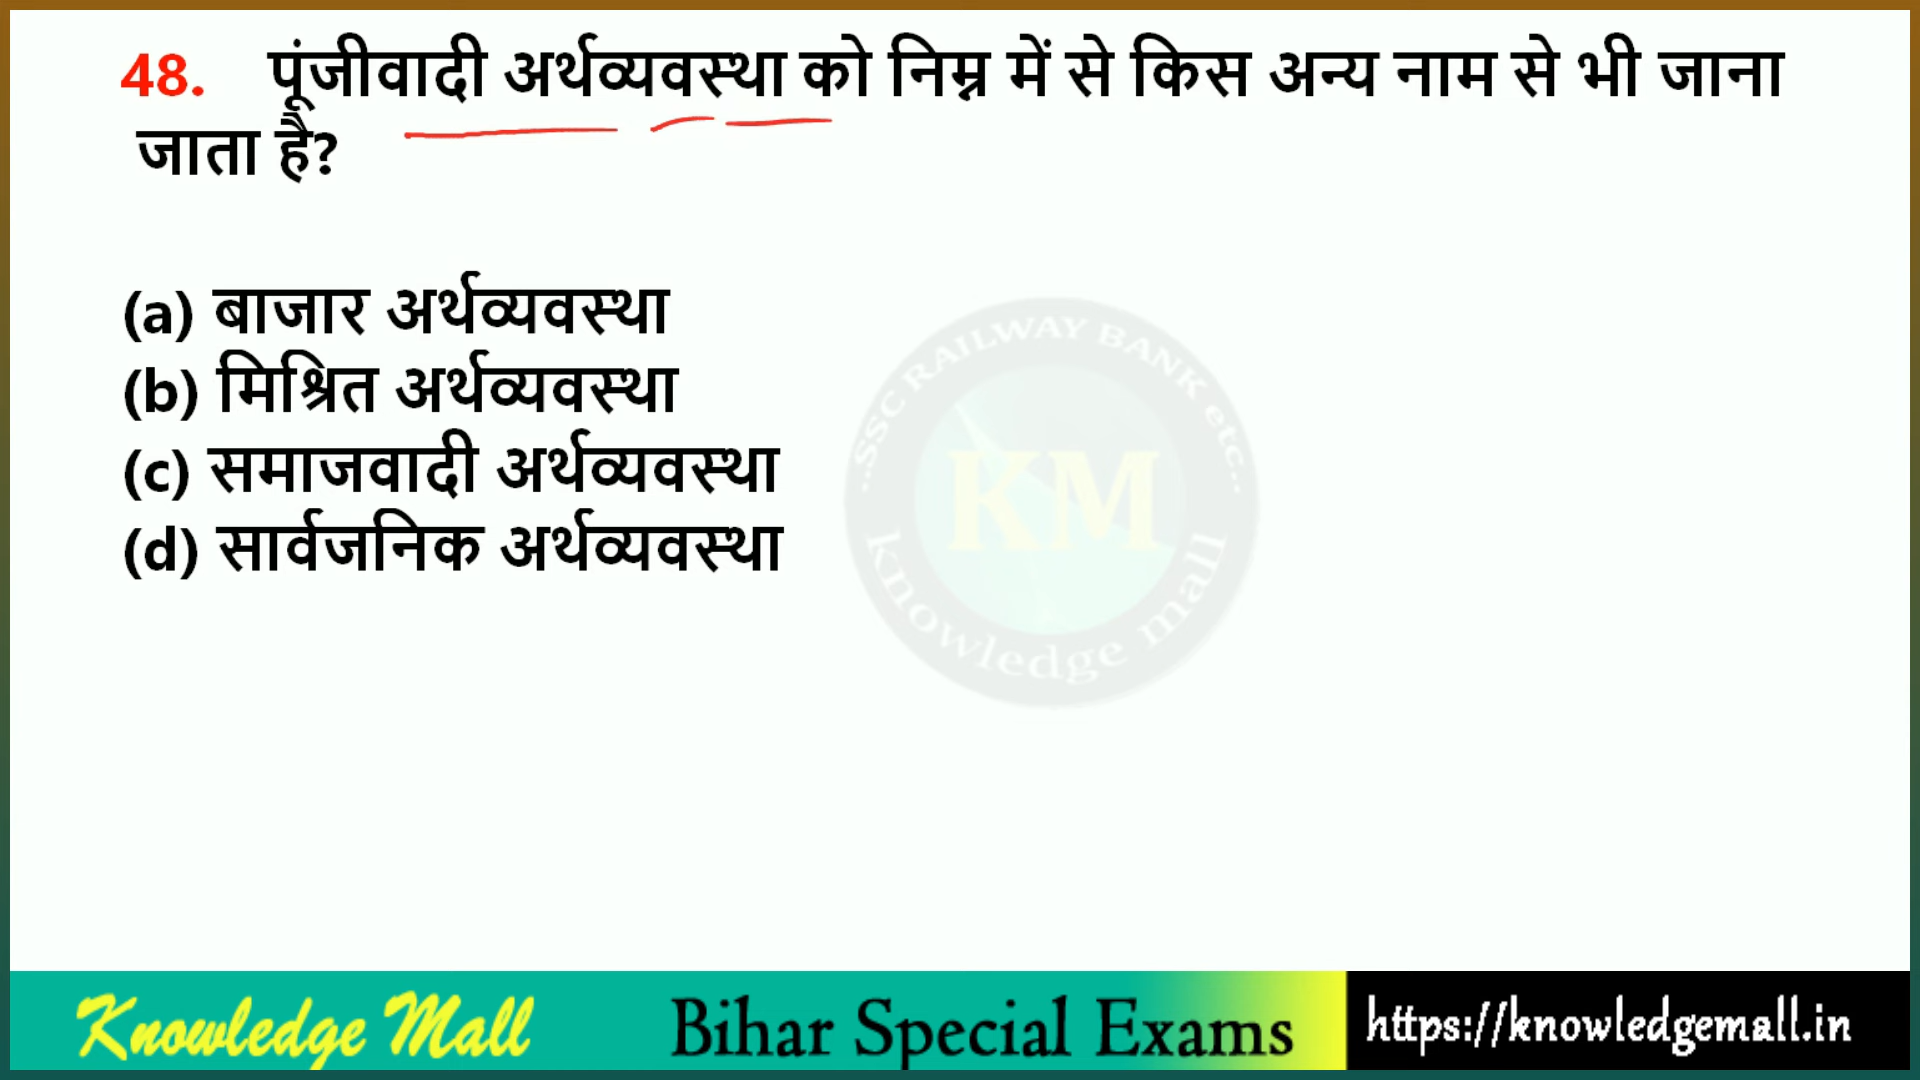 48. पूंजीवादी अर्थव्यवस्था को निम्न में से किस अन्य नाम से भी जाना
जाता है?
(a) बाजार अर्थव्यवस्था
(b) मिश्रित अर्थव्यवस्था
(c) समाजवादी अर्थव्यवस्था
(d) सार्वजनिक अर्थव्यवस्था
..SSC RAILWAY BANK etc..
KM
knowledge mall
Knowledge Mall
Bihar Special Exams
https://knowledgemall.in